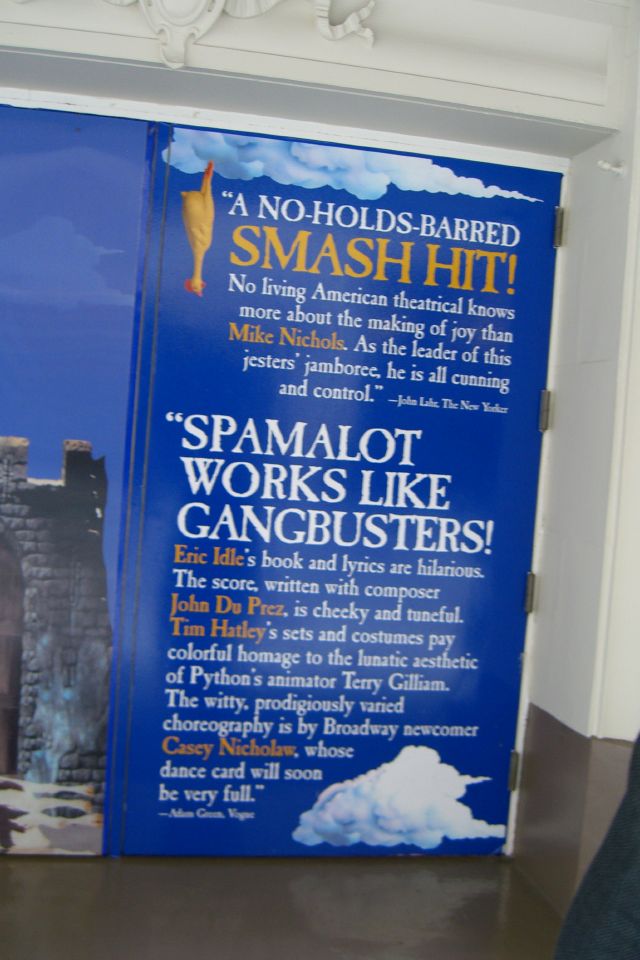 "A NO-HOLDS-BARRED
SMASH HIT!
No living American theatrical knows
more about the making of joy than
Mike Nichols. As the leader of this
jesters' jamboree, he is all cunning
and control." —John Lahr, The New Yorker
"SPAMALOT
WORKS LIKE
GANGBUSTERS!
Eric Idle's book and lyrics are hilarious.
The score, written with composer
John Du Prez, is cheeky and tuneful.
Tim Hatley's sets and costumes pay
colorful homage to the lunatic aesthetic
of Python's animator Terry Gilliam.
The witty, prodigiously varied
choreography is by Broadway newcomer
Casey Nicholaw, whose
dance card will soon
be very full."
—Adam Green, Vogue